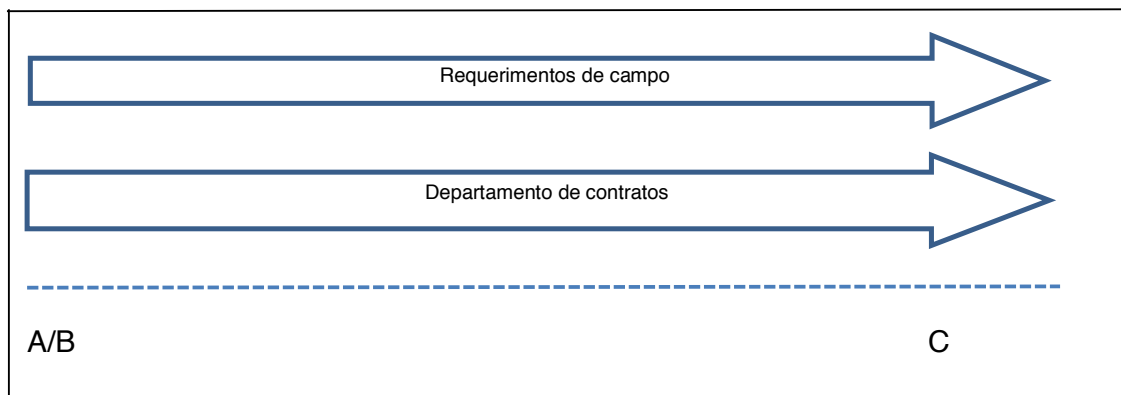 Requerimentos de campo
Departamento de contratos
A/B C